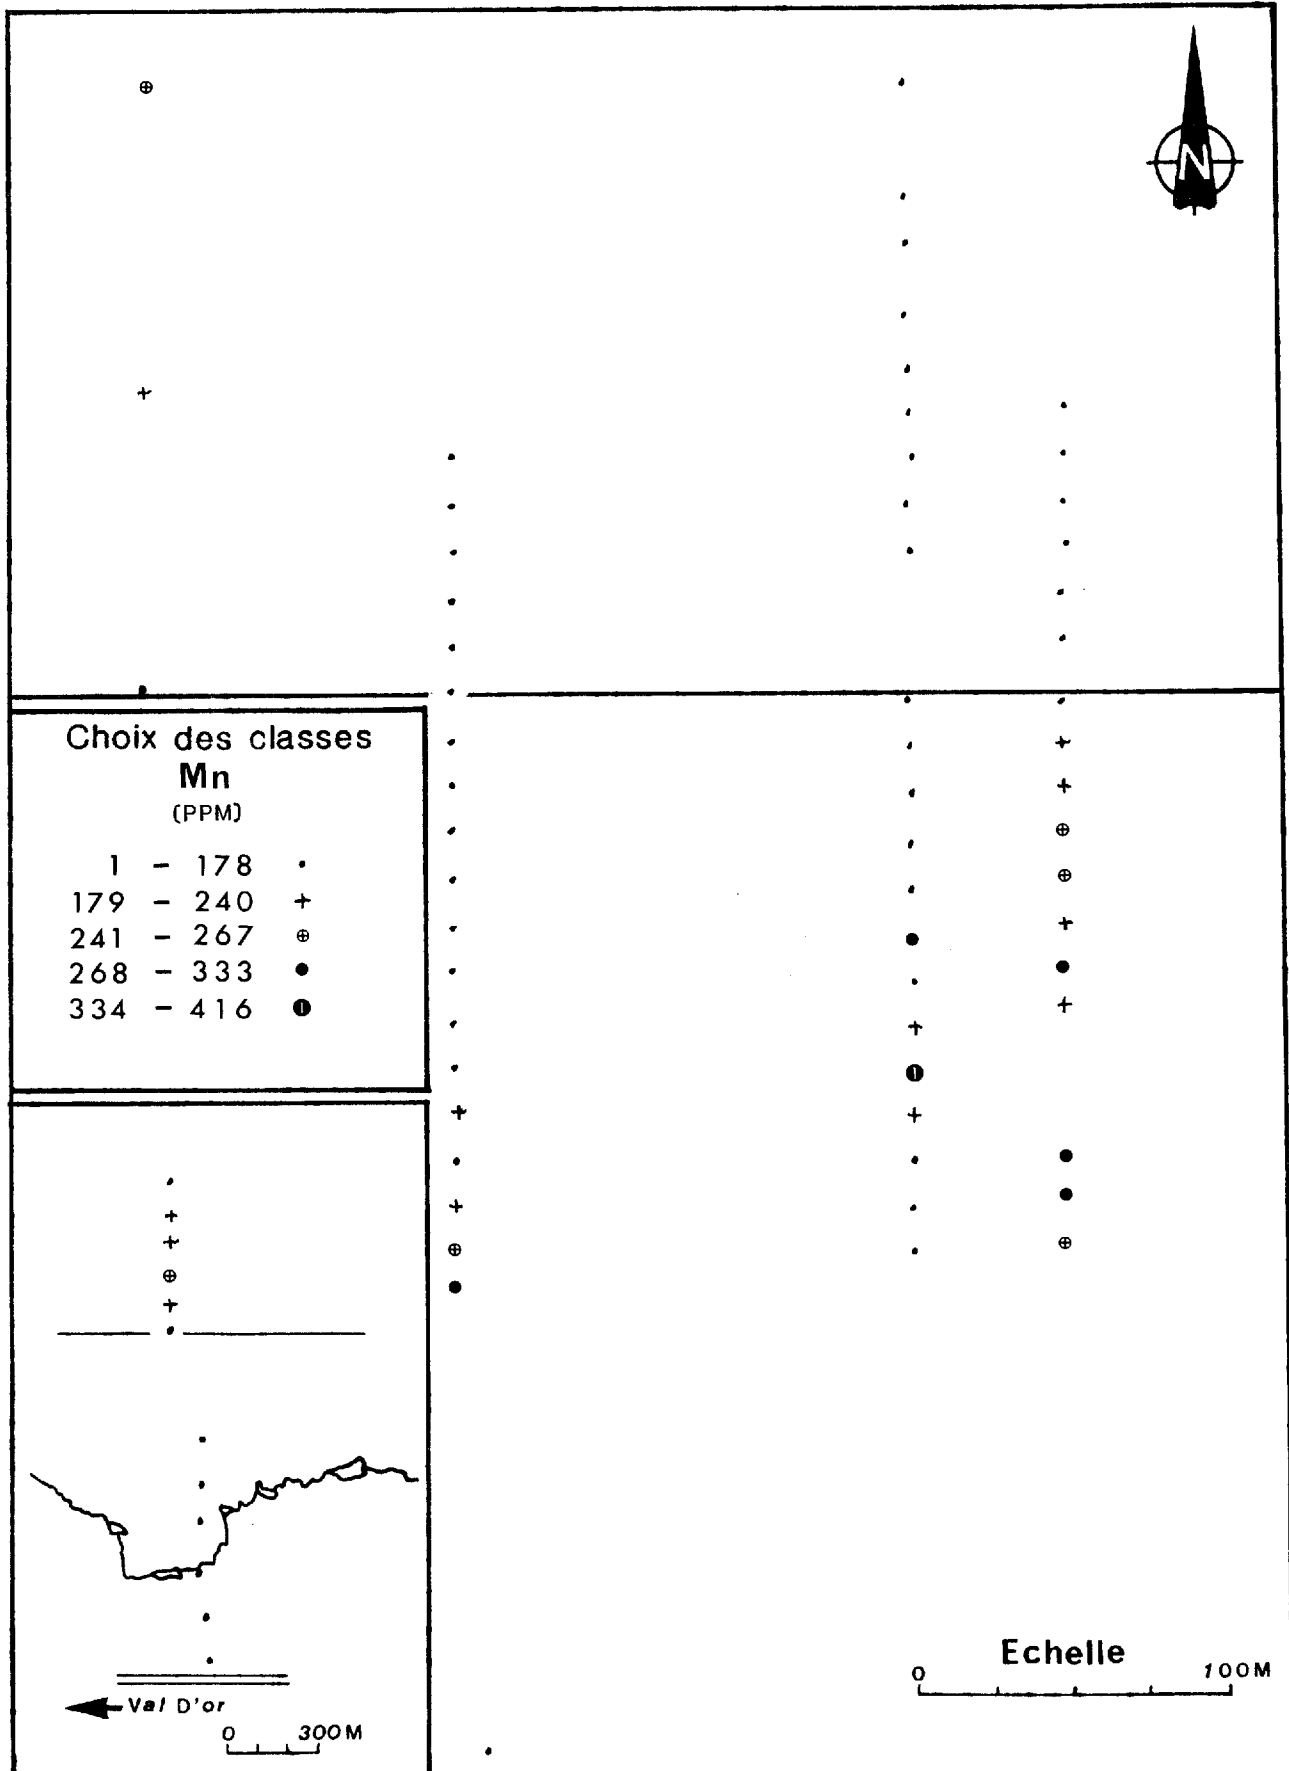 N
Choix des classes
Mn
(PPM)
1 - 178
179 - 240
241 - 267
268 - 333
334 - 416
Val D'or
0 300M
Echelle
0 100M